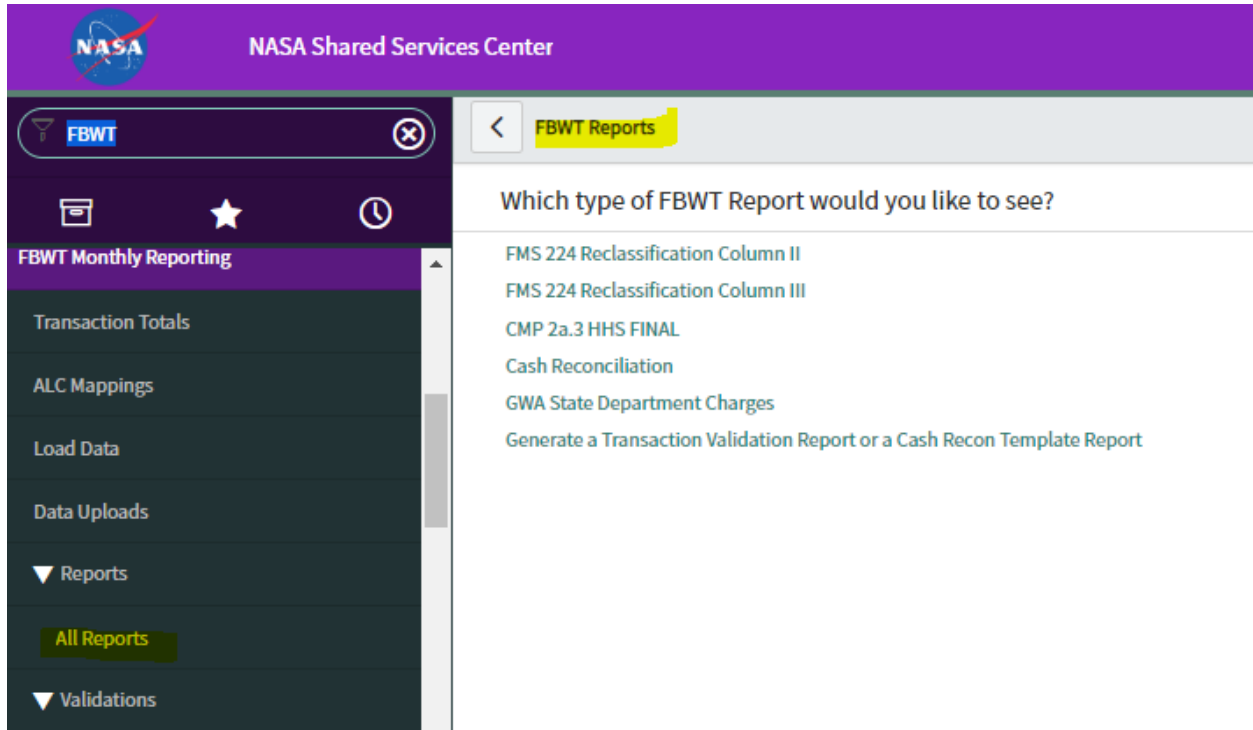 NASA
NASA Shared Services Center
FBWT
FBWT Monthly Reporting
Transaction Totals
ALC Mappings
Load Data
Data Uploads
Reports
All Reports
Validations
FBWT Reports
Which type of FBWT Report would you like to see?
FMS 224 Reclassification Column II
FMS 224 Reclassification Column III
CMP 2a.3 HHS FINAL
Cash Reconciliation
GWA State Department Charges
Generate a Transaction Validation Report or a Cash Recon Template Report